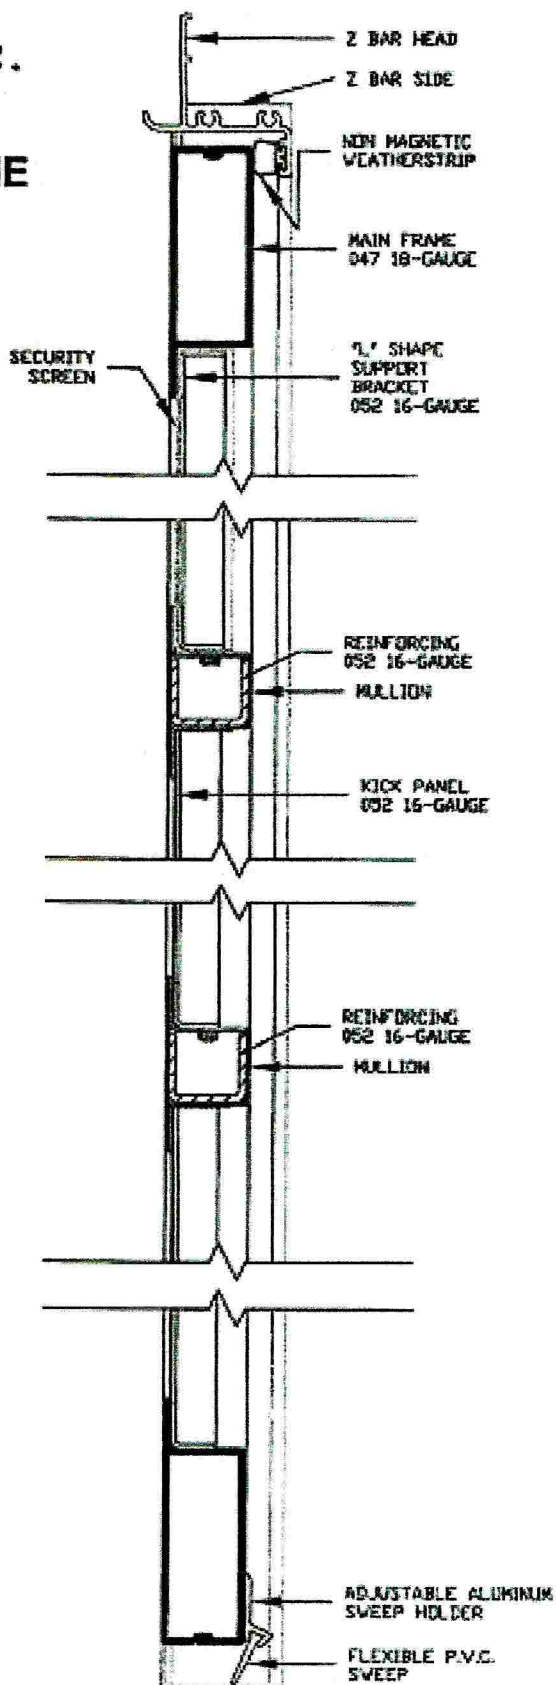 Z BAR HEAD
Z BAR SIDE
NON MAGNETIC
WEATHERSTRIP
MAIN FRAME
047 18-GAUGE
SECURITY
SCREEN
"L" SHAPE
SUPPORT
BRACKET
052 16-GAUGE
REINFORCING
052 16-GAUGE
MULLION
KICK PANEL
052 16-GAUGE
REINFORCING
052 16-GAUGE
MULLION
ADJUSTABLE ALUMINUM
SWEEP HOLDER
FLEXIBLE P.V.C.
SWEEP